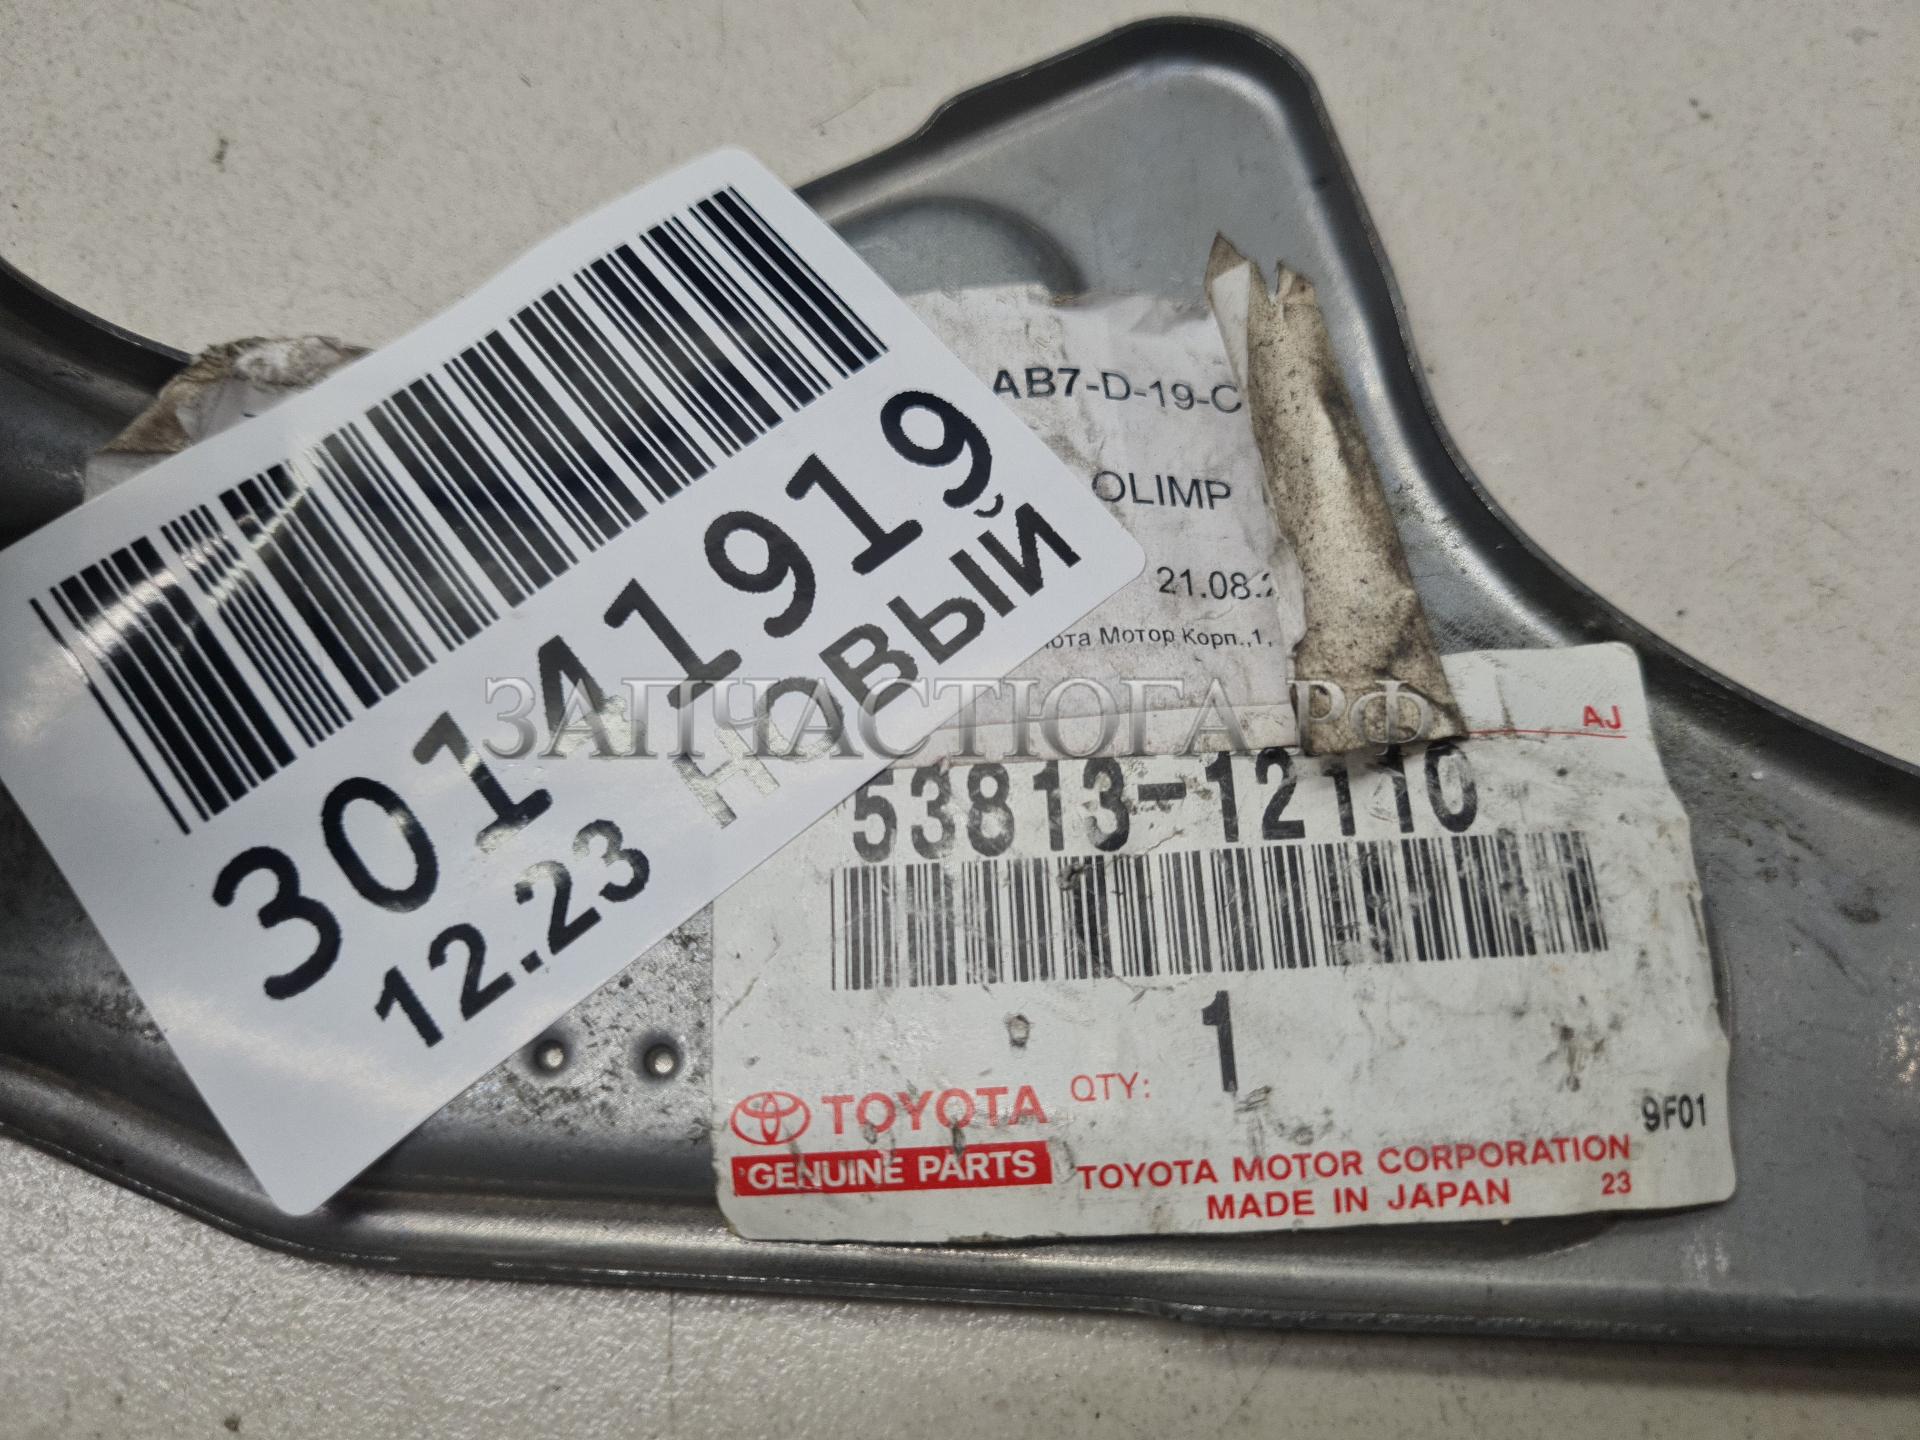 AB7-D-19-C
OLIMP
21.08.2
Мотор Корп.,1,
30141919
12.23 НОВЫЙ
ЗАПЧАСТЮГА.РФ
AJ
53813-12110
1
QTY:
TOYOTA
GENUINE PARTS
9F01
TOYOTA MOTOR CORPORATION
MADE IN JAPAN
23